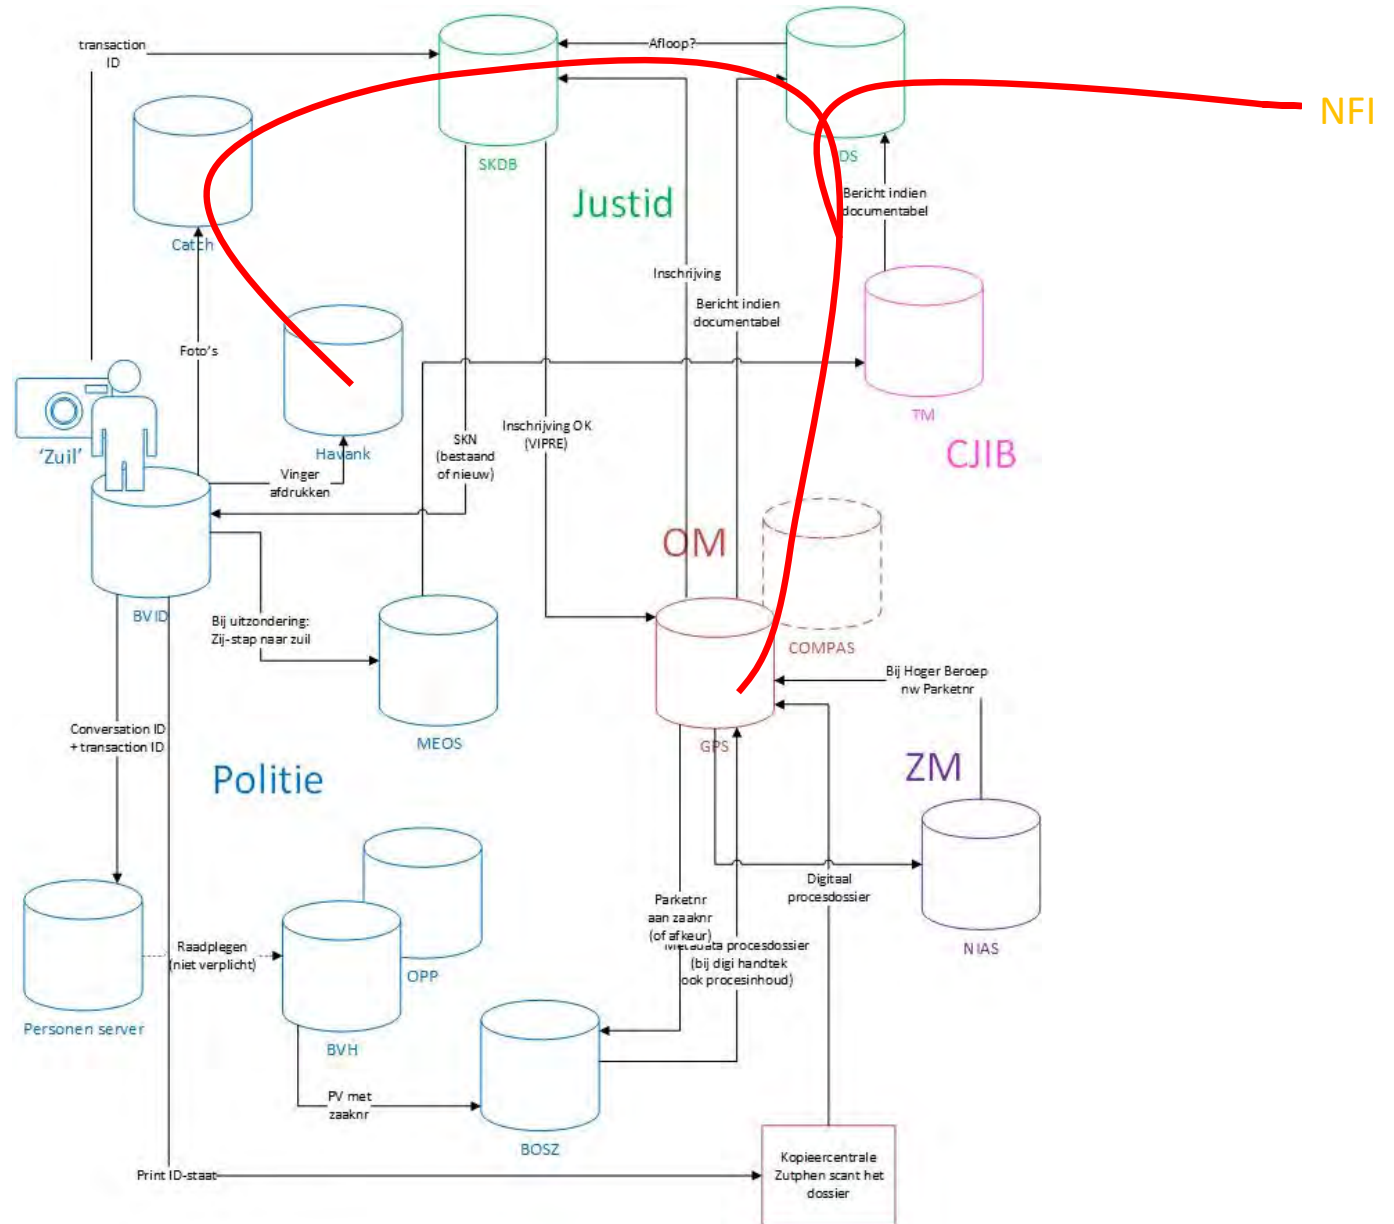 transaction
ID
Afloop?
NFI
SKDB
DS
Justid
Bericht indien
documentabel
Catch
Inschrijving
Bericht indien
documentabel
Foto's
TM
CJIB
'Zuil'
Havank
Vinger
afdrukken
SKN
(bestaand
of nieuw)
Inschrijving OK
(VIPRE)
OM
BVID
Bij uitzondering:
Zij-stap naar zuil
COMPAS
Bij Hoger Beroep
nw Parketnr
MEOS
GPS
Conversation ID
+ transaction ID
Politie
ZM
Digitaal
procesdossier
Parketnr
aan zaaknr
(of afkeur)
Metadata procesdossier
(bij digi handtek
ook procesinhoud)
NIAS
Raadplegen
(niet verplicht)
OPP
Personen server
BVH
PV met
zaaknr
BOSZ
Print ID-staat
Kopieercentrale
Zutphen scant het
dossier